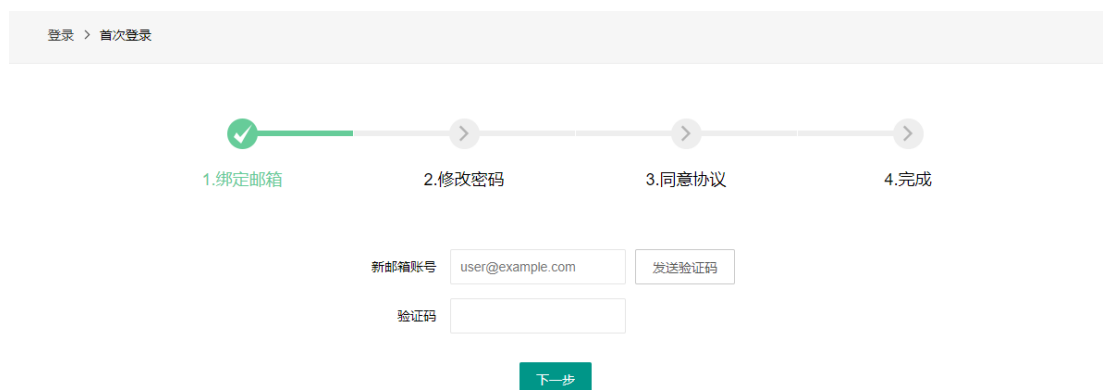 登录 > 首次登录
1.绑定邮箱 2.修改密码 3.同意协议 4.完成
新邮箱账号 user@example.com 发送验证码
验证码
下一步